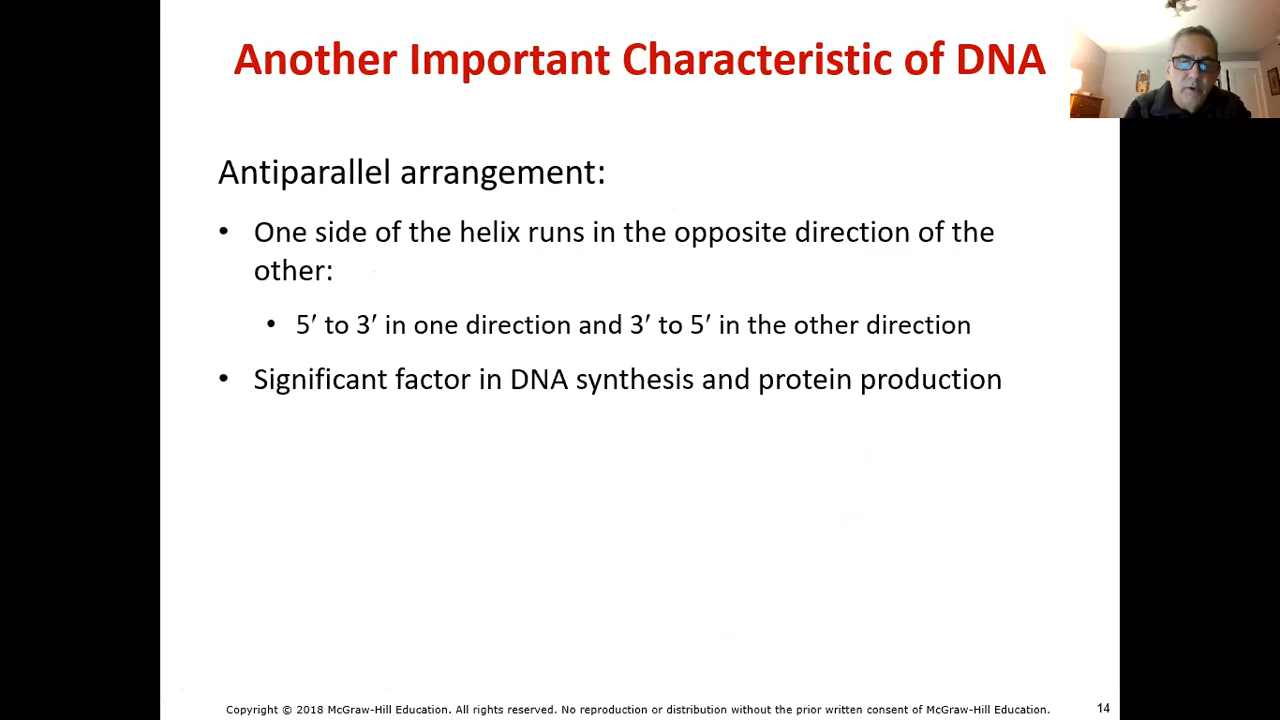 Another Important Characteristic of DNA
Antiparallel arrangement:
• One side of the helix runs in the opposite direction of the
other:
• 5′ to 3′ in one direction and 3′ to 5′ in the other direction
• Significant factor in DNA synthesis and protein production
Copyright © 2018 McGraw-Hill Education. All rights reserved. No reproduction or distribution without the prior written consent of McGraw-Hill Education.
14